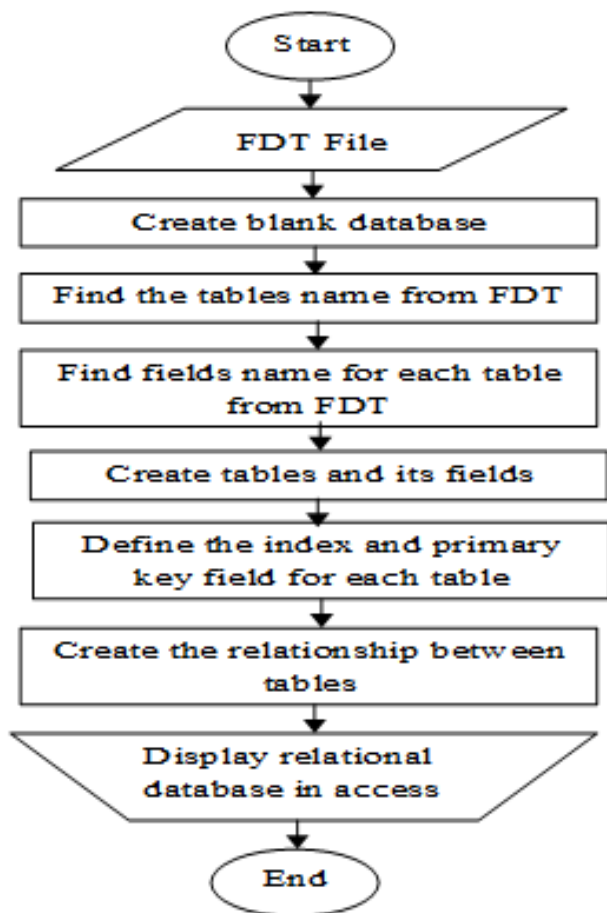 Start
FDT File
Create blank database
Find the tables name from FDT
Find fields name for each table
from FDT
Create tables and its fields
Define the index and primary
key field for each table
Create the relationship between
tables
Display relational
database in access
End